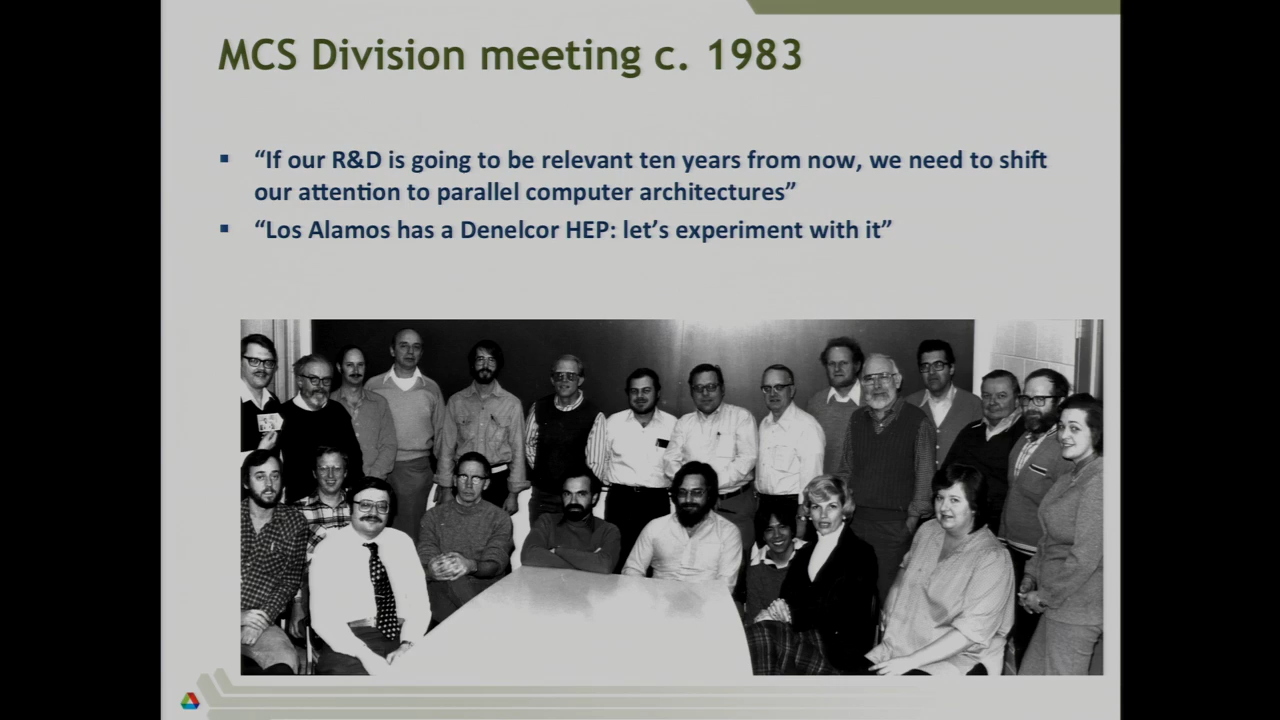 MCS Division meeting c. 1983
▪ “If our R&D is going to be relevant ten years from now, we need to shift
our attention to parallel computer architectures”
▪ “Los Alamos has a Denelcor HEP: let’s experiment with it”